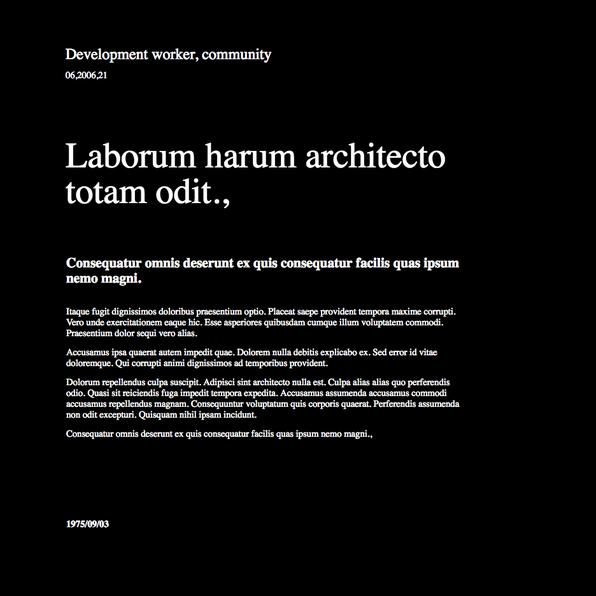 Development worker, community
06,2006,21
Laborum harum architecto
totam odit.,
Consequatur omnis deserunt ex quis consequatur facilis quas ipsum
nemo magni.
Itaque fugit dignissimos doloribus praesentium optio. Placeat saepe provident tempora maxime corrupti.
Vero unde exercitationem eaque hic. Esse asperiores quibusdam cumque illum voluptatem commodi.
Praesentium dolor sequi vero alias.
Accusamus ipsa quaerat autem impedit quae. Dolorem nulla debitis explicabo ex. Sed error id vitae
doloremque. Qui corrupti animi dignissimos ad temporibus provident.
Dolorum repellendus culpa suscipit. Adipisci sint architecto nulla est. Culpa alias alias quo perferendis
odio. Quasi sit reiciendis fuga impedit tempora expedita. Accusamus assumenda accusamus commodi
accusamus repellendus magnam. Consequuntur voluptatum quis corporis quaerat. Perferendis assumenda
non odit excepturi. Quisquam nihil ipsam incidunt.
Consequatur omnis deserunt ex quis consequatur facilis quas ipsum nemo magni.,
1975/09/03